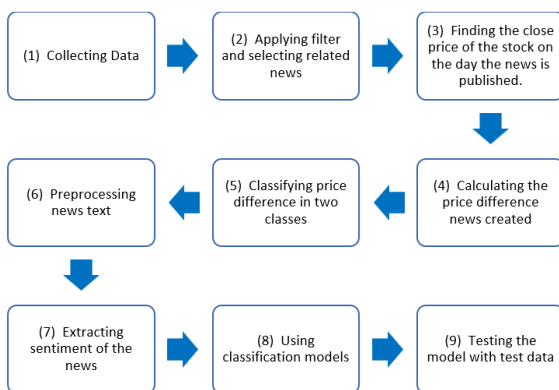 (1) Collecting Data
(2) Applying filter
and selecting related
news
(3) Finding the close
price of the stock on
the day the news is
published.
(4) Calculating the
price difference
news created
(5) Classifying price
difference in two
classes
(6) Preprocessing
news text
(7) Extracting
sentiment of the
news
(8) Using
classification models
(9) Testing the
model with test data